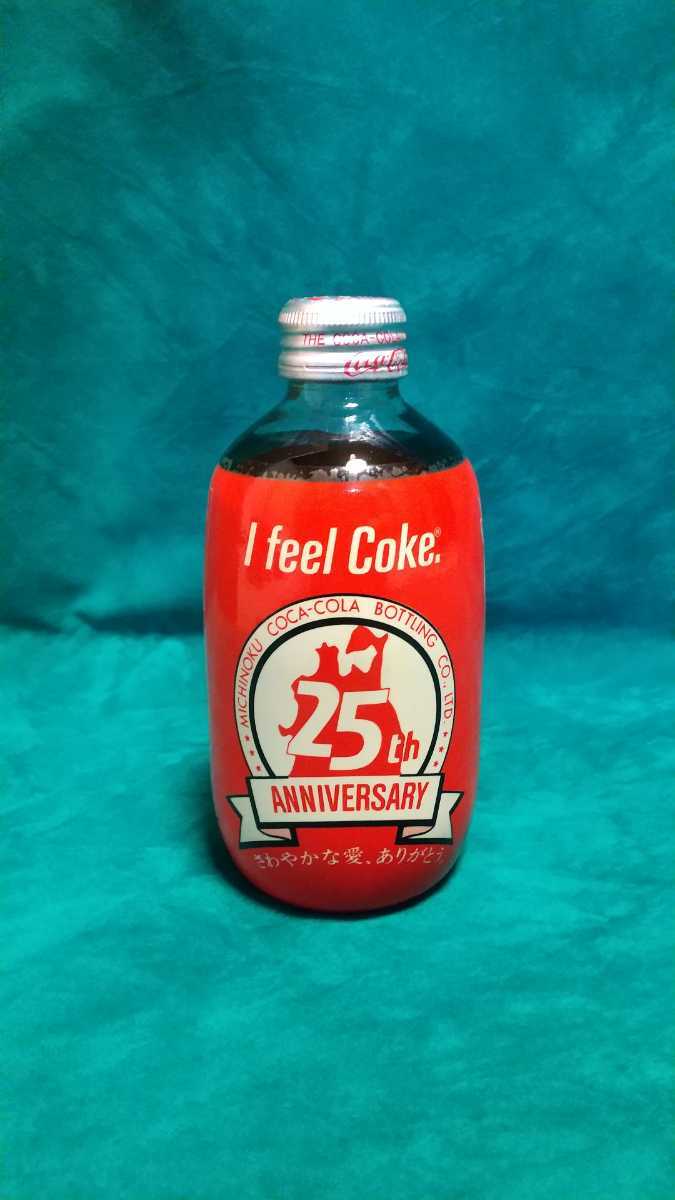 THE COCA-COLA
I feel Coke.®
MICHINOKU COCA-COLA BOTTLING CO., LTD.
25th
ANNIVERSARY
さわやかな愛、ありがとう。